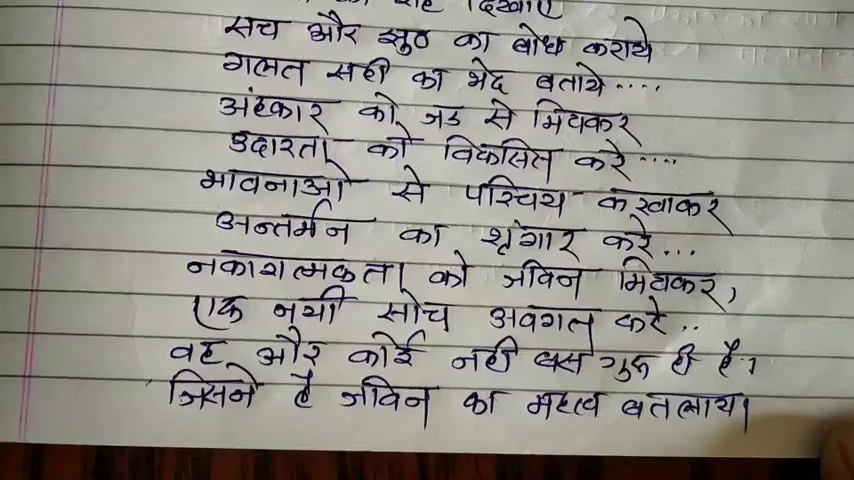 की राह दिखाए
सच और झुठ का बोध कराये
गलत सही का भेद बताये....
अंहकार को जड से मिटाकर
उदारता को विकसित करे....
भावनाओ से परिचय करवाकर
अन्तर्मन का शृंगार करे...
नकारात्मकता को जीवन मिटाकर,
एक नयी सोच अवगत करे..
वह और कोई नही बस गुरू ही है।
जिसने है जीवन का महत्व बतलाया।